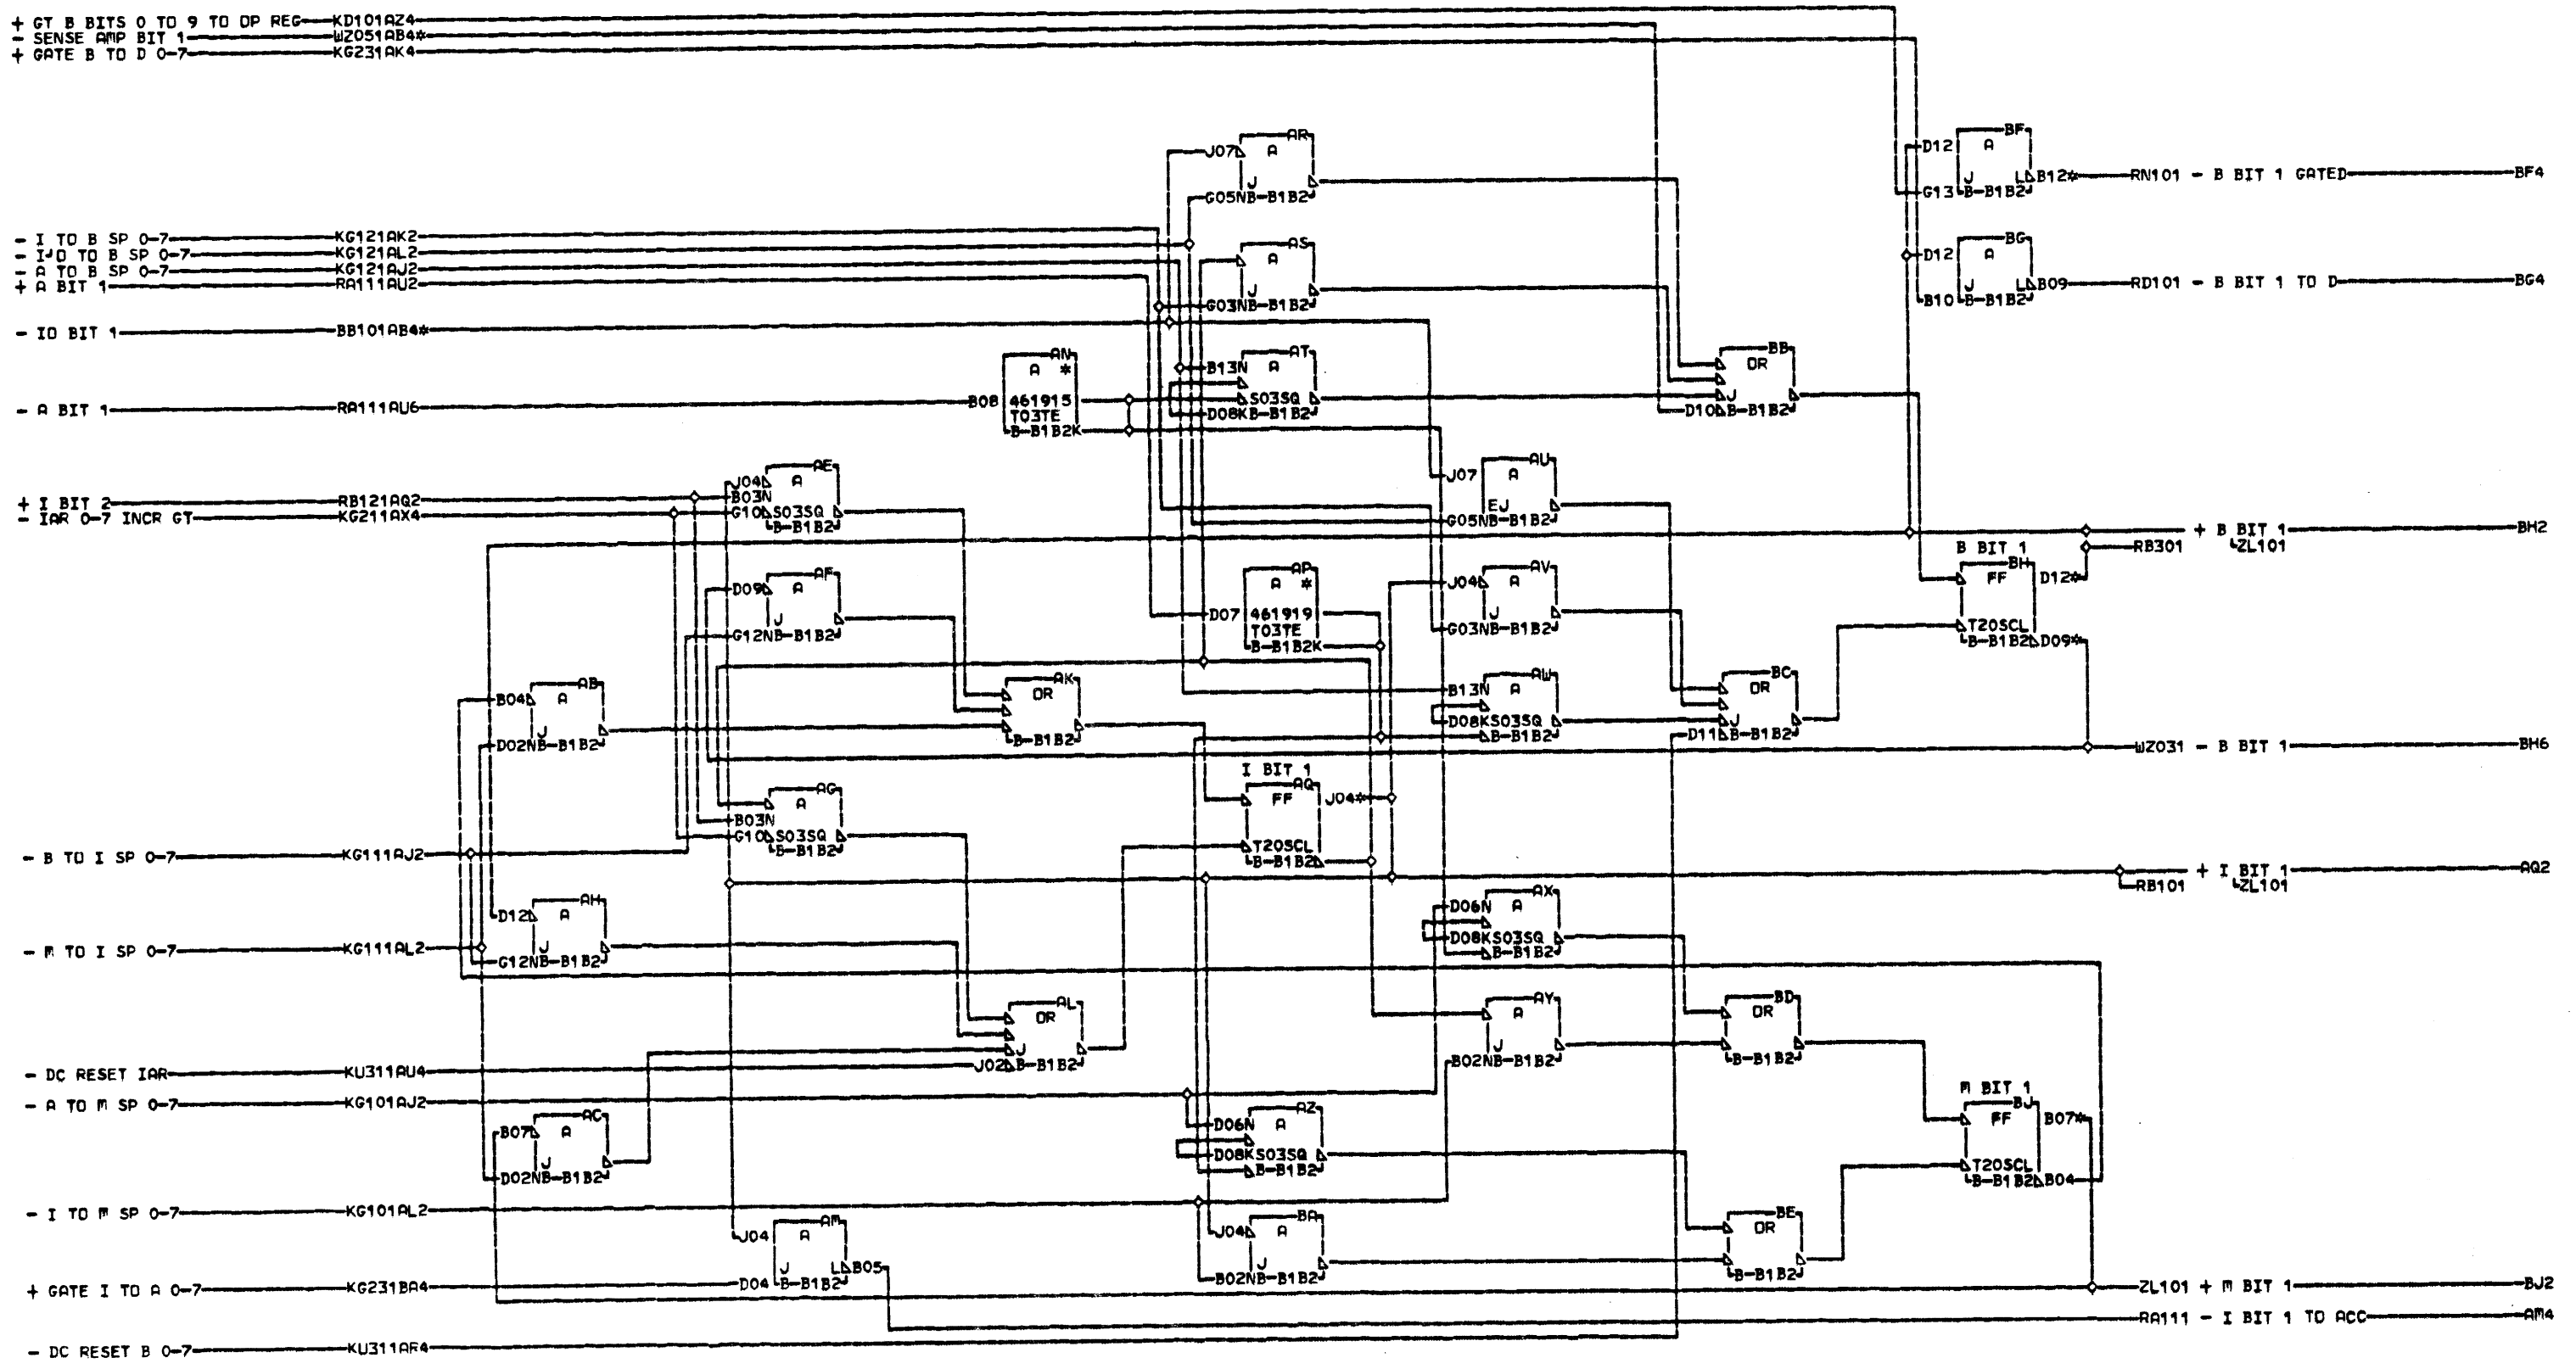 + GT B BITS 0 TO 9 TO OP REG KD101AZ4
- SENSE AMP BIT 1 WZ051AB4*
+ GATE B TO D 0-7 KG231AK4
BF
D12 A
J L B12* RN101 - B BIT 1 GATED BF4
G13 B-B1B2
AR
J07 A
J
G05NB-B1B2
- I TO B SP 0-7 KG121AK2
- I-O TO B SP 0-7 KG121AL2
- A TO B SP 0-7 KG121AJ2
+ A BIT 1 RA111AU2
AS
A
J
G03NB-B1B2
BG
D12 A
J L B09 RD101 - B BIT 1 TO D BG4
B10 B-B1B2
- IO BIT 1 BB101AB4*
AN
A *
- A BIT 1 RA111AU6 B08 461915
T03TE
B-B1B2K
AT
B13N A
S03SQ
D08KB-B1B2
BB
OR
J
D10 B-B1B2
AE
J04 A
+ I BIT 2 RB121AQ2 B03N
- IAR 0-7 INCR GT KG211AX4 G10 S03SQ
B-B1B2
AU
J07 A
EJ
G05NB-B1B2
+ B BIT 1 BH2
RB301 ZL101
B BIT 1
BH
FF D12*
T20SCL
B-B1B2 D09*
AF
D09 A
J
G12NB-B1B2
AP
A *
D07 461919
T03TE
B-B1B2K
AV
J04 A
J
G03NB-B1B2
AB
B04 A
J
D02NB-B1B2
AK
OR
B-B1B2
AW
B13N A
D08KS03SQ
B-B1B2
BC
OR
J
D11 B-B1B2
WZ031 - B BIT 1 BH6
AG
A
B03N
G10 S03SQ
B-B1B2
I BIT 1
AQ
FF J04*
T20SCL
B-B1B2
- B TO I SP 0-7 KG111AJ2
+ I BIT 1 AQ2
RB101 ZL101
AH
D12 A
J
G12NB-B1B2
- M TO I SP 0-7 KG111AL2
AX
D06N A
D08KS03SQ
B-B1B2
AL
OR
J
J02 B-B1B2
AY
A
J
B02NB-B1B2
BD
OR
B-B1B2
- DC RESET IAR KU311AU4
- A TO M SP 0-7 KG101AJ2
AC
B07 A
J
D02NB-B1B2
AZ
D06N A
D08KS03SQ
B-B1B2
M BIT 1
BJ
FF B07*
T20SCL
B-B1B2 B04
- I TO M SP 0-7 KG101AL2
AM
J04 A
J L B05
D04 B-B1B2
BA
J04 A
J
B02NB-B1B2
BE
OR
B-B1B2
+ GATE I TO A 0-7 KG231BA4
ZL101 + M BIT 1 BJ2
RA111 - I BIT 1 TO ACC AM4
- DC RESET B 0-7 KU311AF4